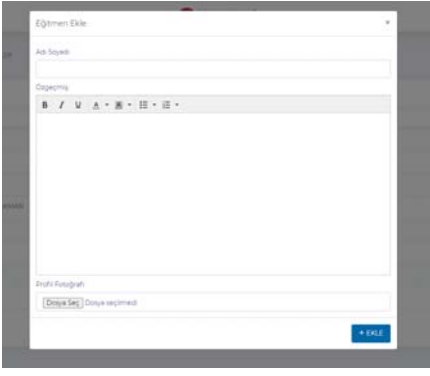 Eğitmen Ekle
×
Adı Soyadı
Özgeçmiş
B I U A
Profil Fotoğrafı
Dosya Seç Dosya seçilmedi
+ EKLE